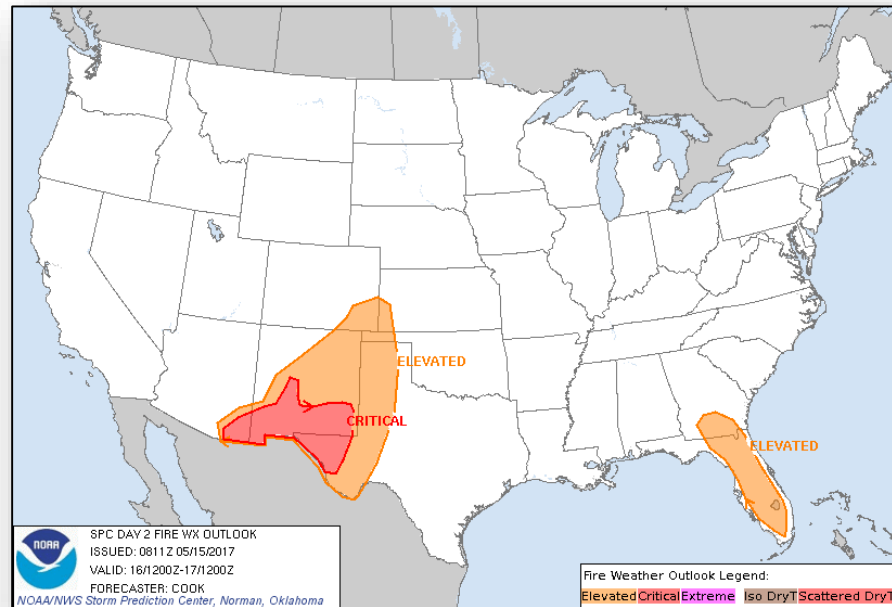 ELEVATED
CRITICAL
ELEVATED
NOAA
SPC DAY 2 FIRE WX OUTLOOK
ISSUED: 0811Z 05/15/2017
VALID: 16/1200Z-17/1200Z
FORECASTER: COOK
NOAA/NWS Storm Prediction Center, Norman, Oklahoma
Fire Weather Outlook Legend:
Elevated Critical Extreme Iso DryT Scattered DryT